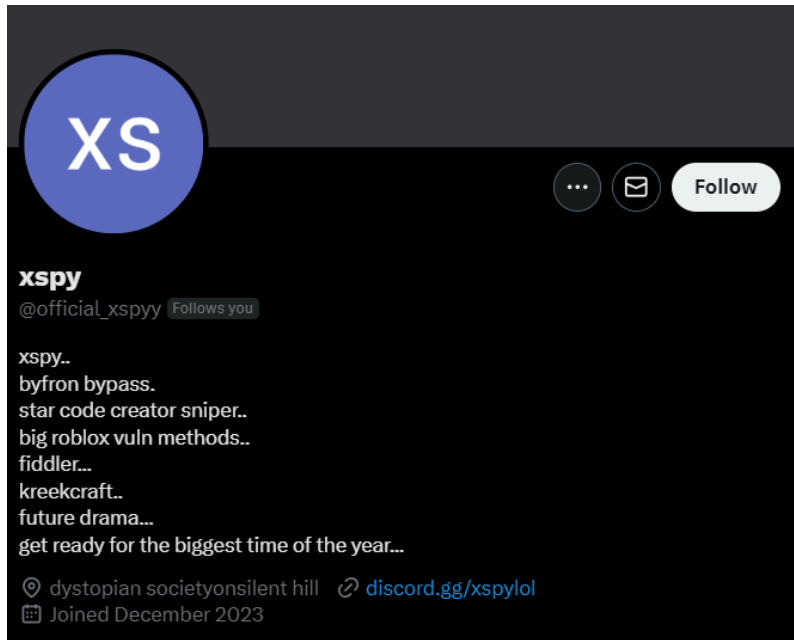 XS
Follow
xspy
@official_xspyy Follows you
xspy..
byfron bypass.
star code creator sniper..
big roblox vuln methods..
fiddler...
kreekcraft..
future drama...
get ready for the biggest time of the year...
dystopian societyonsilent hill discord.gg/xspylol
Joined December 2023